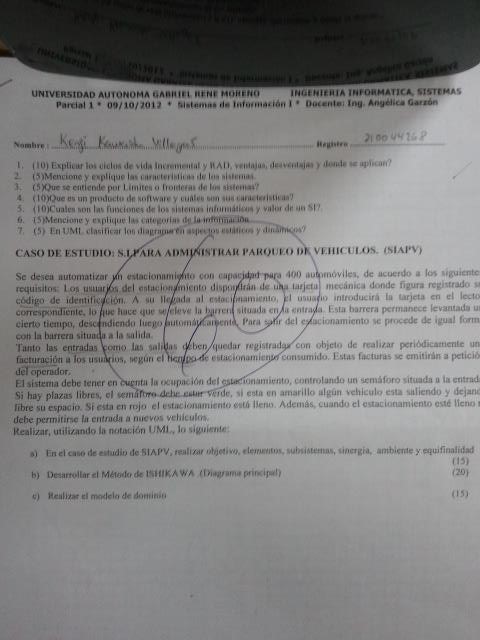 UNIVERSIDAD AUTONOMA GABRIEL RENE MORENO INGENIERIA INFORMATICA, SISTEMAS
Parcial 1 * 09/10/2012 * Sistemas de Información I * Docente: Ing. Angélica Garzón
Nombre: Kenji Villegas Registro 210044268
1. (10) Explicar los ciclos de vida Incremental y RAD, ventajas, desventajas y donde se aplican?
2. (5)Mencione y explique las características de los sistemas.
3. (5)Que se entiende por Limites o fronteras de los sistemas?
4. (10)Que es un producto de software y cuáles son sus características?
5. (10)Cuales son las funciones de los sistemas informáticos y valor de un SI?.
6. (5)Mencione y explique las categorías de la información
7. (5) En UML clasificar los diagrama en aspectos estáticos y dinámicos?
CASO DE ESTUDIO: S.I.PARA ADMINISTRAR PARQUEO DE VEHICULOS. (SIAPV)
Se desea automatizar un estacionamiento con capacidad para 400 automóviles, de acuerdo a los siguiente
requisitos: Los usuarios del estacionamiento dispondrán de una tarjeta mecánica donde figura registrado s
código de identificación. A su llegada al estacionamiento, el usuario introducirá la tarjeta en el lecto
correspondiente, lo que hace que se eleve la barrera situada en la entrada. Esta barrera permanece levantada u
cierto tiempo, descendiendo luego automáticamente. Para salir del estacionamiento se procede de igual form
con la barrera situada a la salida.
Tanto las entradas como las salidas deben quedar registradas con objeto de realizar periódicamente un
facturación a los usuarios, según el tiempo de estacionamiento consumido. Estas facturas se emitirán a petició
del operador.
El sistema debe tener en cuenta la ocupación del estacionamiento, controlando un semáforo situada a la entrad
Si hay plazas libres, el semáforo debe estar verde, si esta en amarillo algún vehículo esta saliendo y dejand
libre su espacio. Si esta en rojo el estacionamiento está lleno. Además, cuando el estacionamiento esté lleno n
debe permitirse la entrada a nuevos vehículos.
Realizar, utilizando la notación UML, lo siguiente:
a) En el caso de estudio de SIAPV, realizar objetivo, elementos, subsistemas, sinergia, ambiente y equifinalidad
(15)
b) Desarrollar el Método de ISHIKAWA .(Diagrama principal) (20)
c) Realizar el modelo de dominio (15)